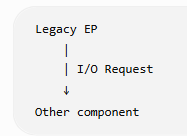 Legacy EP
|
| I/O Request
↓
Other component